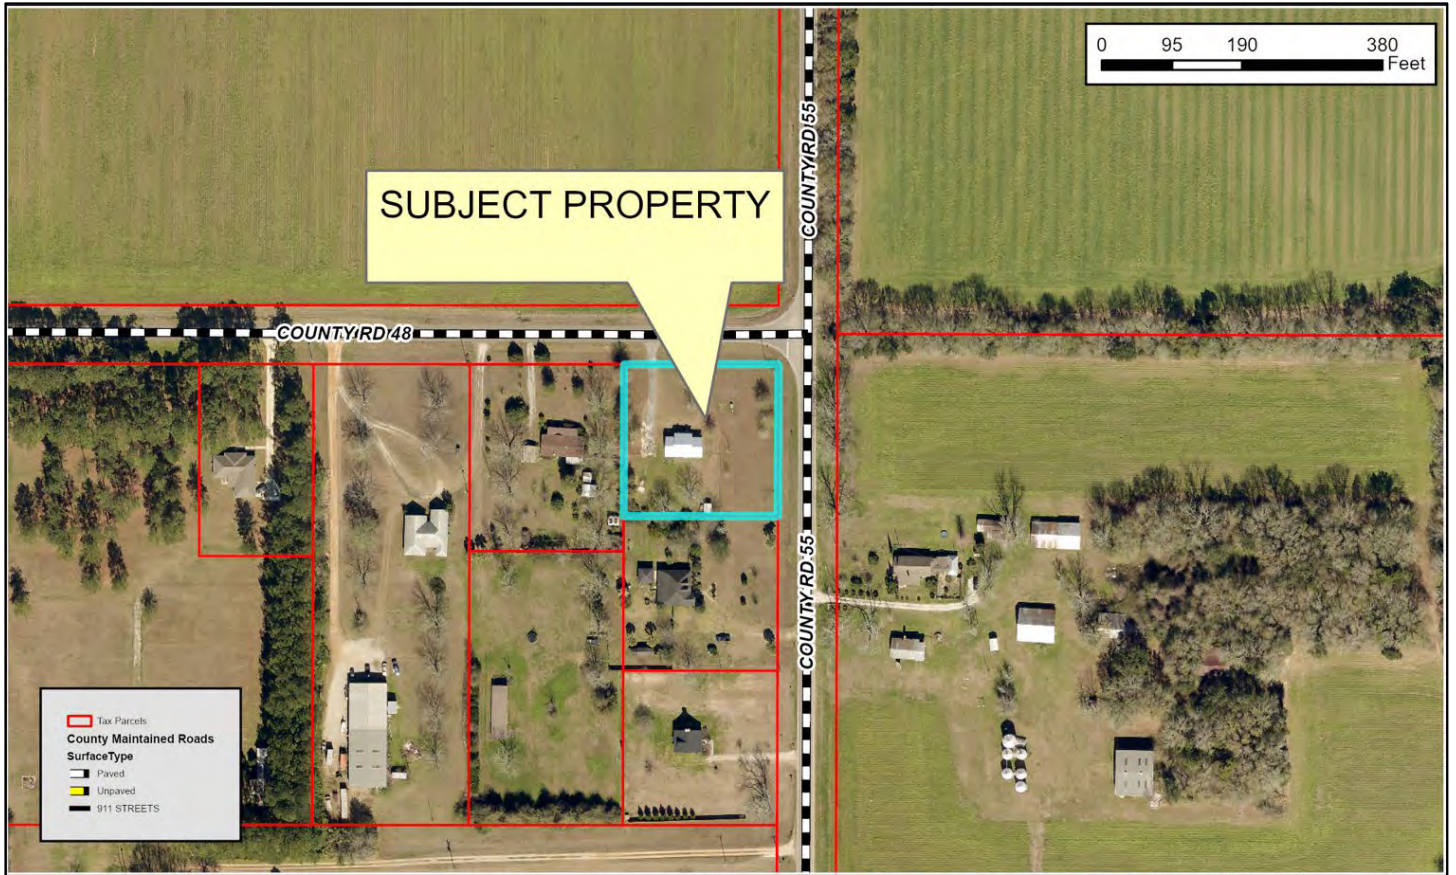 0 95 190 380
Feet
COUNTY RD 55
SUBJECT PROPERTY
COUNTY RD 48
COUNTY RD 55
Tax Parcels
County Maintained Roads
SurfaceType
Paved
Unpaved
911 STREETS